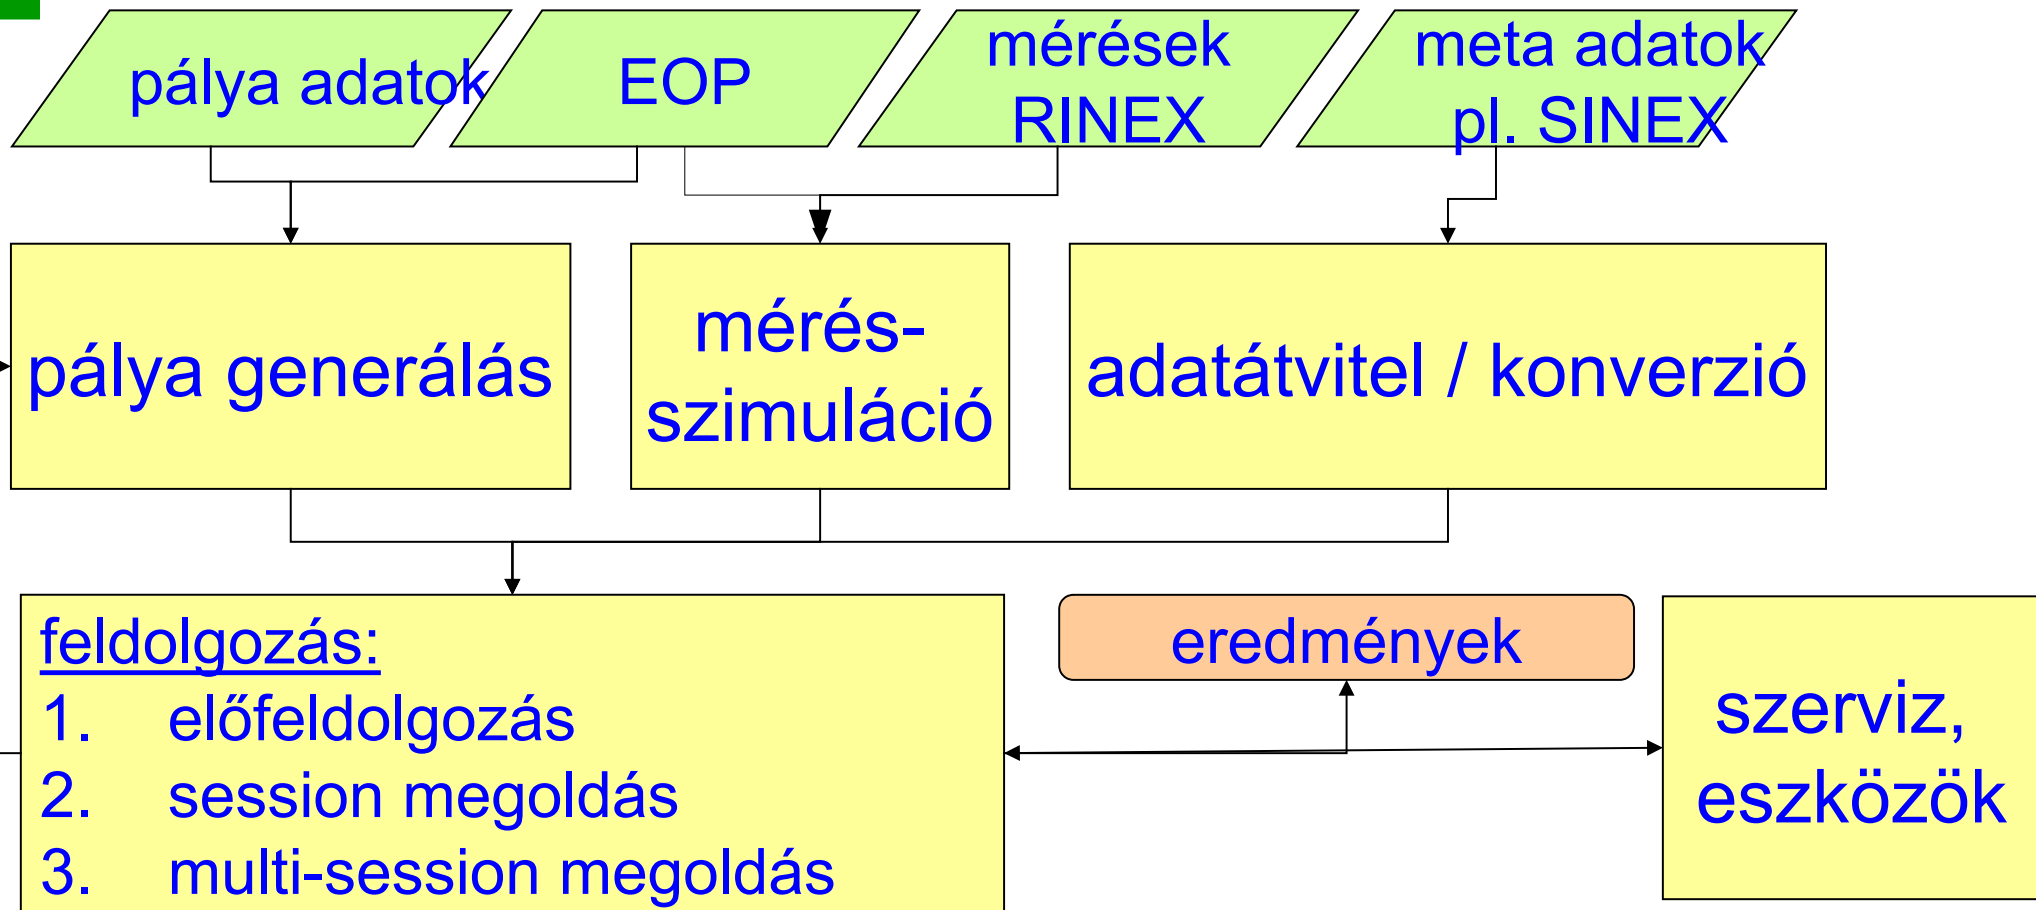 pálya adatok
EOP
mérések
RINEX
meta adatok
pl. SINEX
pálya generálás
mérés-
szimuláció
adatátvitel / konverzió
feldolgozás:
1. előfeldolgozás
2. session megoldás
3. multi-session megoldás
eredmények
szerviz,
eszközök